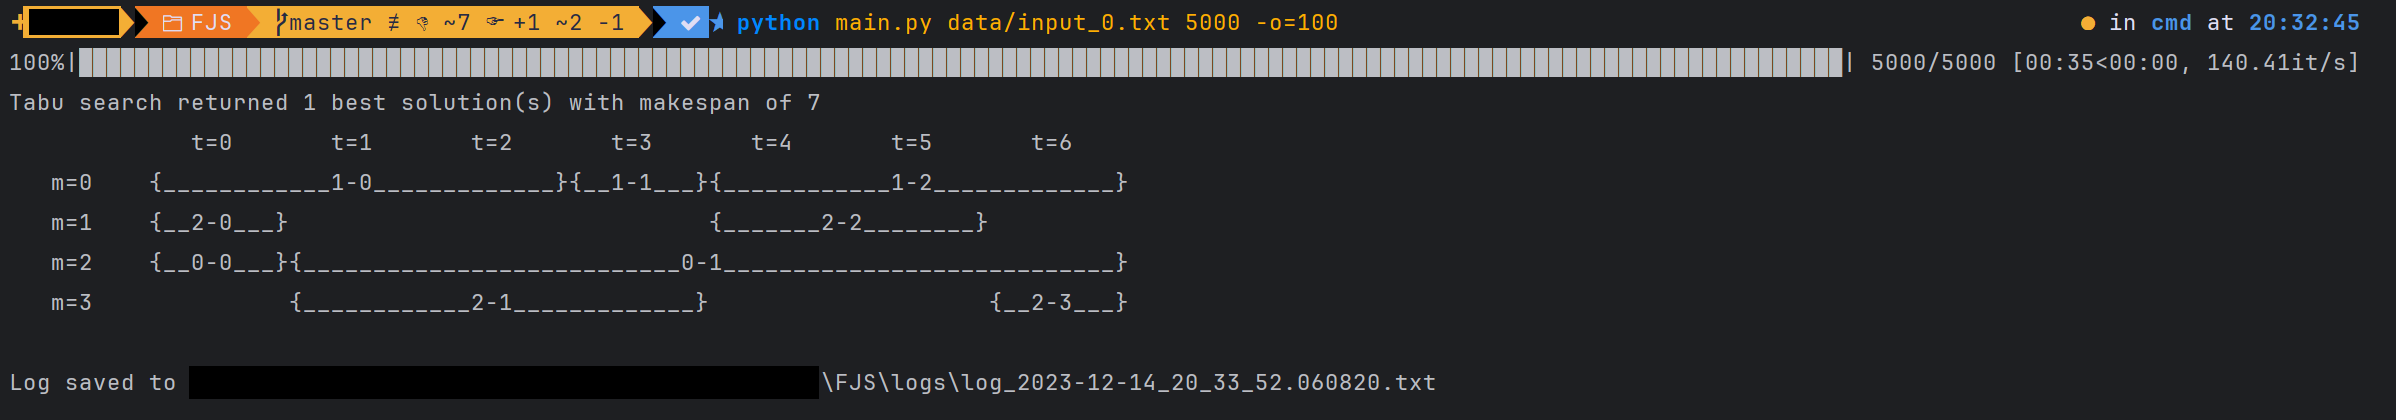 FJS master ≢ ~7 +1 ~2 -1 ✔ python main.py data/input_0.txt 5000 -o=100 in cmd at 20:32:45
100%| | 5000/5000 [00:35<00:00, 140.41it/s]
Tabu search returned 1 best solution(s) with makespan of 7
t=0 t=1 t=2 t=3 t=4 t=5 t=6
m=0 {____________1-0_____________}{__1-1___}{____________1-2_____________}
m=1 {__2-0___} {_______2-2________}
m=2 {__0-0___}{___________________________0-1____________________________}
m=3 {____________2-1_____________} {__2-3___}
Log saved to \FJS\logs\log_2023-12-14_20_33_52.060820.txt